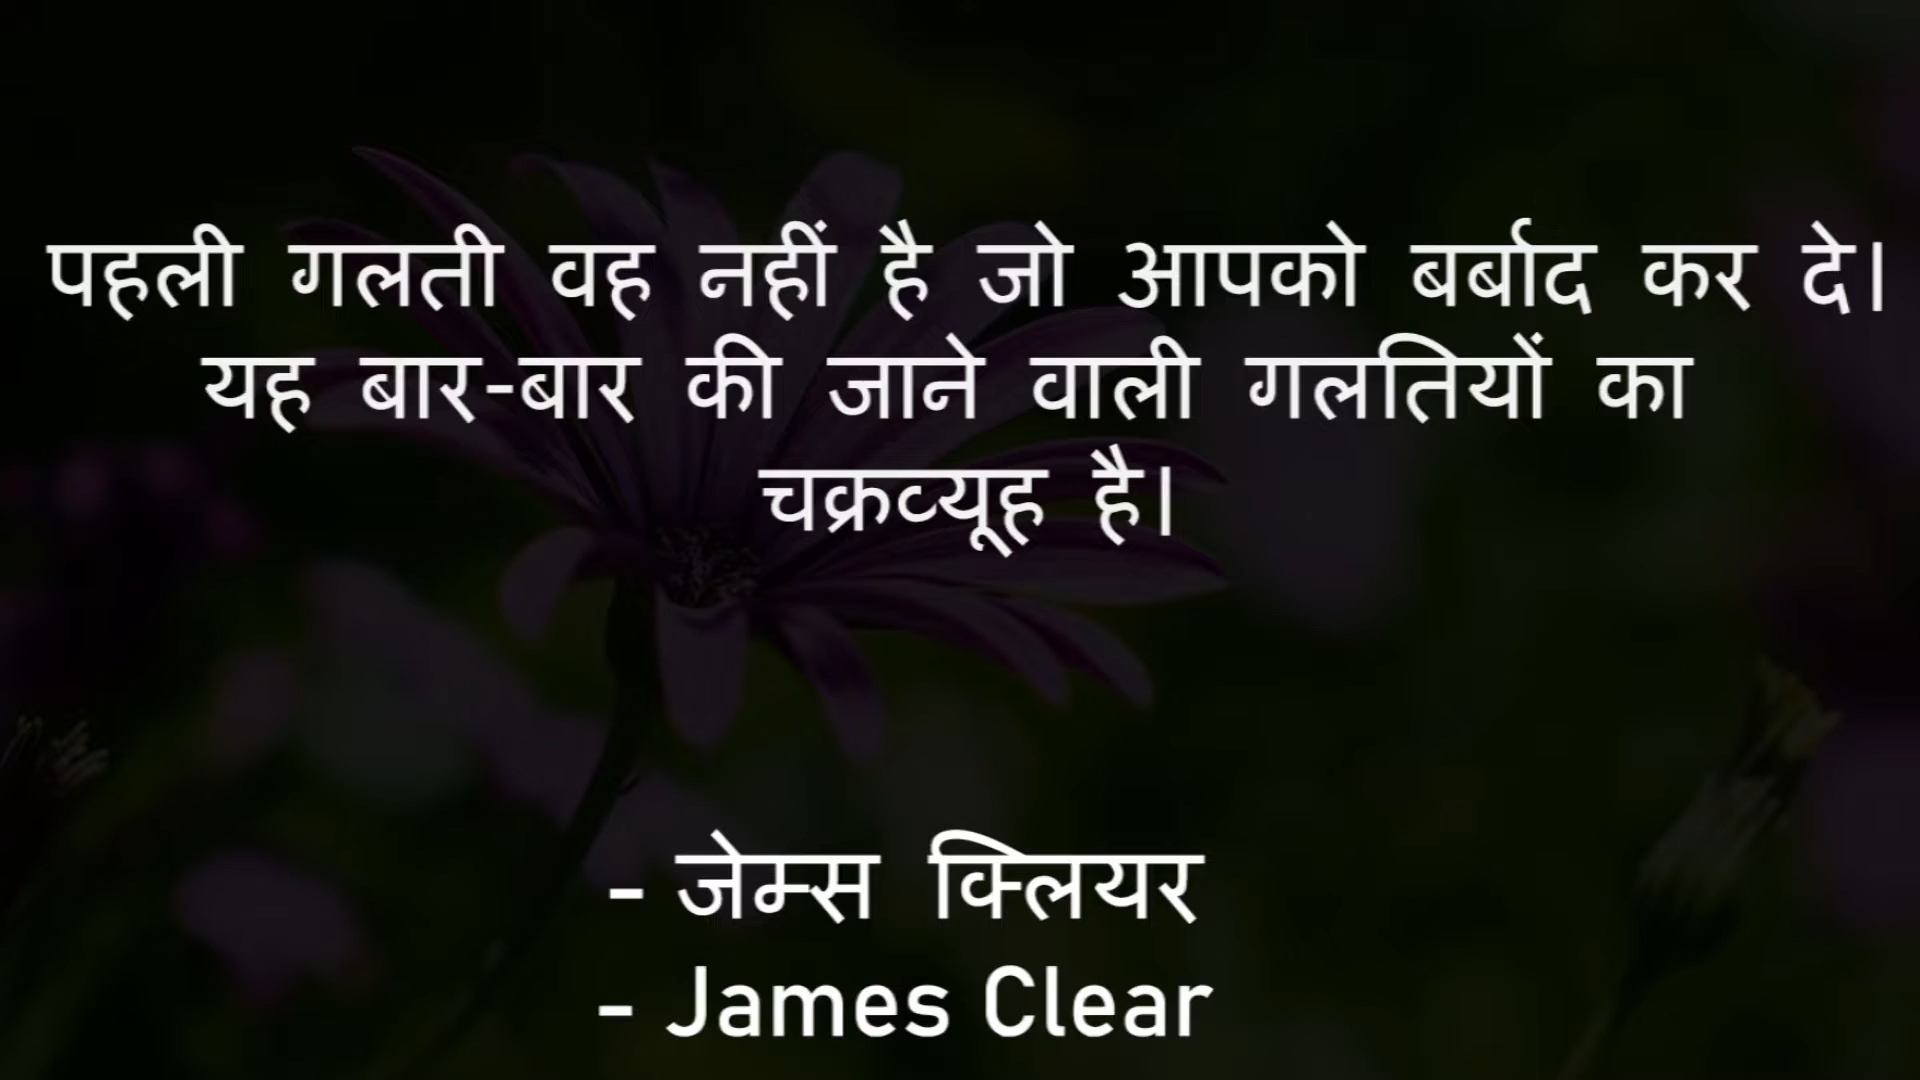 पहली गलती वह नहीं है जो आपको बर्बाद कर दे।
यह बार-बार की जाने वाली गलतियों का
चक्रव्यूह है।
- जेम्स क्लियर
- James Clear